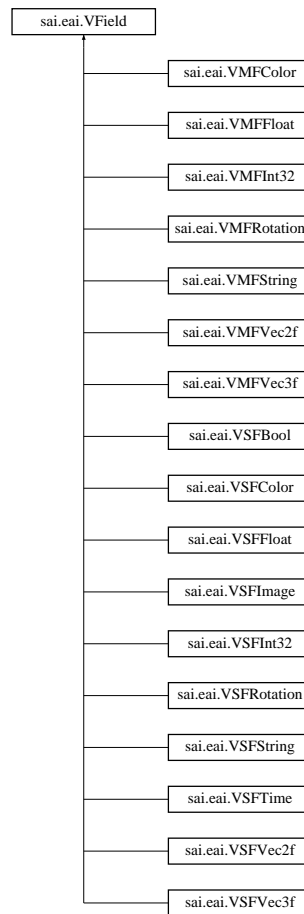 sai.eai.VField
sai.eai.VMFColor
sai.eai.VMFFloat
sai.eai.VMFInt32
sai.eai.VMFRotation
sai.eai.VMFString
sai.eai.VMFVec2f
sai.eai.VMFVec3f
sai.eai.VSFBool
sai.eai.VSFColor
sai.eai.VSFFloat
sai.eai.VSFImage
sai.eai.VSFInt32
sai.eai.VSFRotation
sai.eai.VSFString
sai.eai.VSFTime
sai.eai.VSFVec2f
sai.eai.VSFVec3f